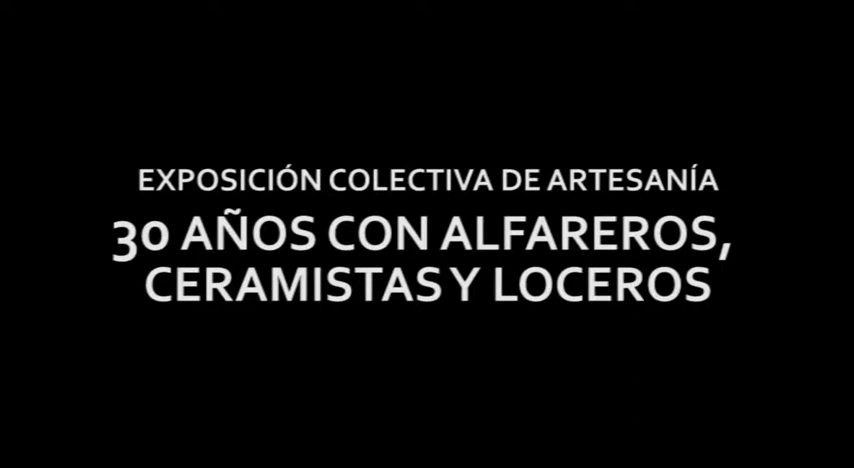 EXPOSICIÓN COLECTIVA DE ARTESANÍA
30 AÑOS CON ALFAREROS,
CERAMISTAS Y LOCEROS